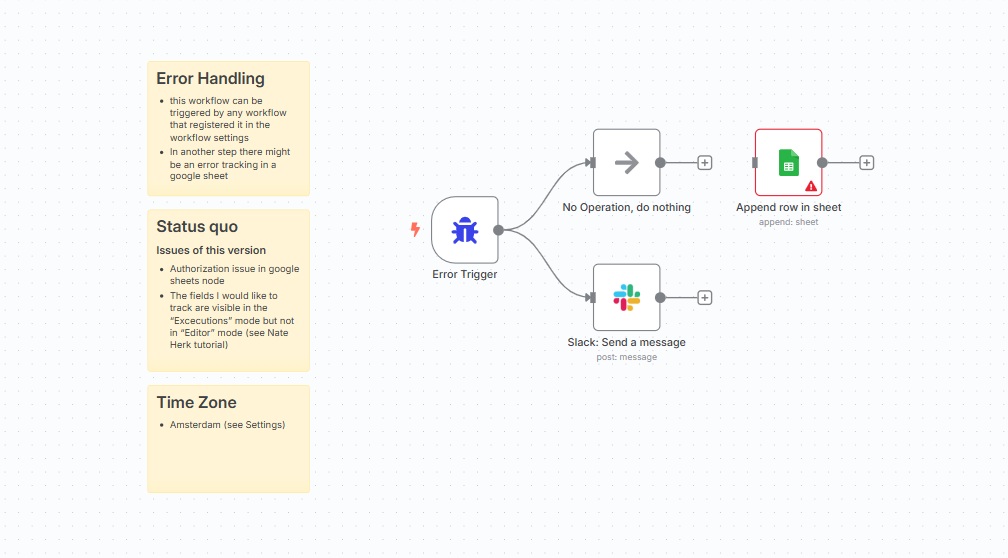 Error Handling
this workflow can be
triggered by any workflow
that registered it in the
workflow settings
In another step there might
be an error tracking in a
google sheet
Status quo
Issues of this version
Authorization issue in google
sheets node
The fields I would like to
track are visible in the
“Excecutions” mode but not
in “Editor” mode (see Nate
Herk tutorial)
Time Zone
Amsterdam (see Settings)
Error Trigger
No Operation, do nothing
Append row in sheet
append: sheet
Slack: Send a message
post: message